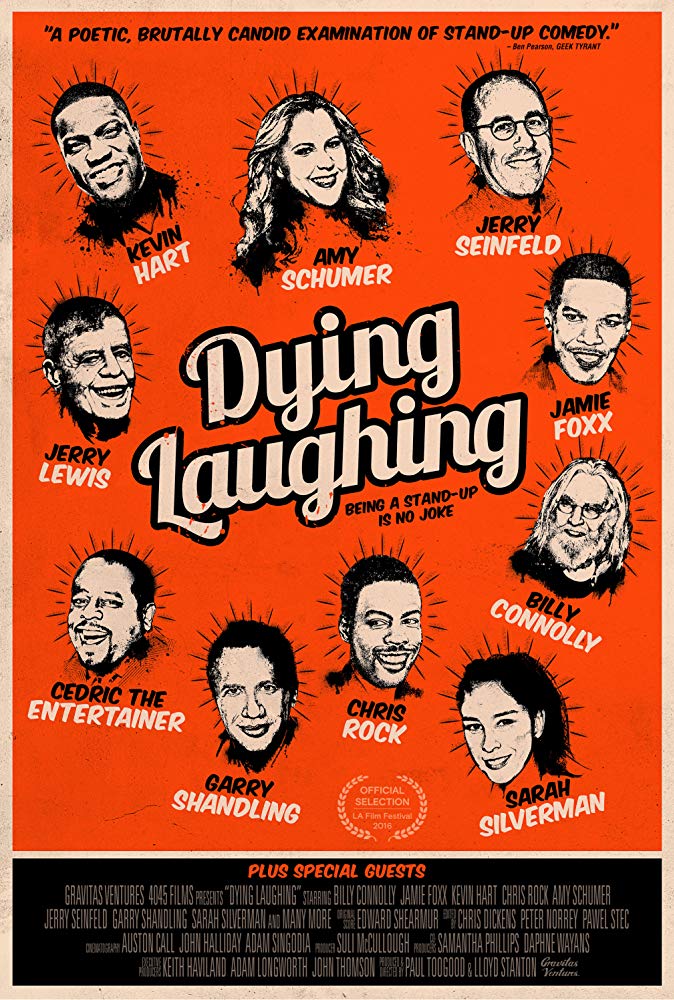 "A POETIC, BRUTALLY CANDID EXAMINATION OF STAND-UP COMEDY."
– Ben Pearson, GEEK TYRANT
KEVIN
HART
AMY
SCHUMER
JERRY
SEINFELD
JERRY
LEWIS
Dying
Laughing
BEING A STAND-UP
IS NO JOKE
JAMIE
FOXX
BILLY
CONNOLLY
CEDRIC THE
ENTERTAINER
GARRY
SHANDLING
CHRIS
ROCK
SARAH
SILVERMAN
OFFICIAL
SELECTION
LA Film Festival
2016
PLUS SPECIAL GUESTS
GRAVITAS VENTURES 4045 FILMS PRESENTS "DYING LAUGHING" STARRING BILLY CONNOLLY JAMIE FOXX KEVIN HART CHRIS ROCK AMY SCHUMER
JERRY SEINFELD GARRY SHANDLING SARAH SILVERMAN AND MANY MORE ORIGINAL SCORE EDWARD SHEARMUR EDITED BY CHRIS DICKENS PETER NORREY PAWEL STEC
CINEMATOGRAPHY AUSTON CALL JOHN HALLIDAY ADAM SINGODIA PRODUCER SULI McCULLOUGH CO PRODUCERS SAMANTHA PHILLIPS DAPHNE WAYANS
EXECUTIVE PRODUCERS KEITH HAVILAND ADAM LONGWORTH JOHN THOMSON PRODUCED & DIRECTED BY PAUL TOOGOOD & LLOYD STANTON Gravitas Ventures